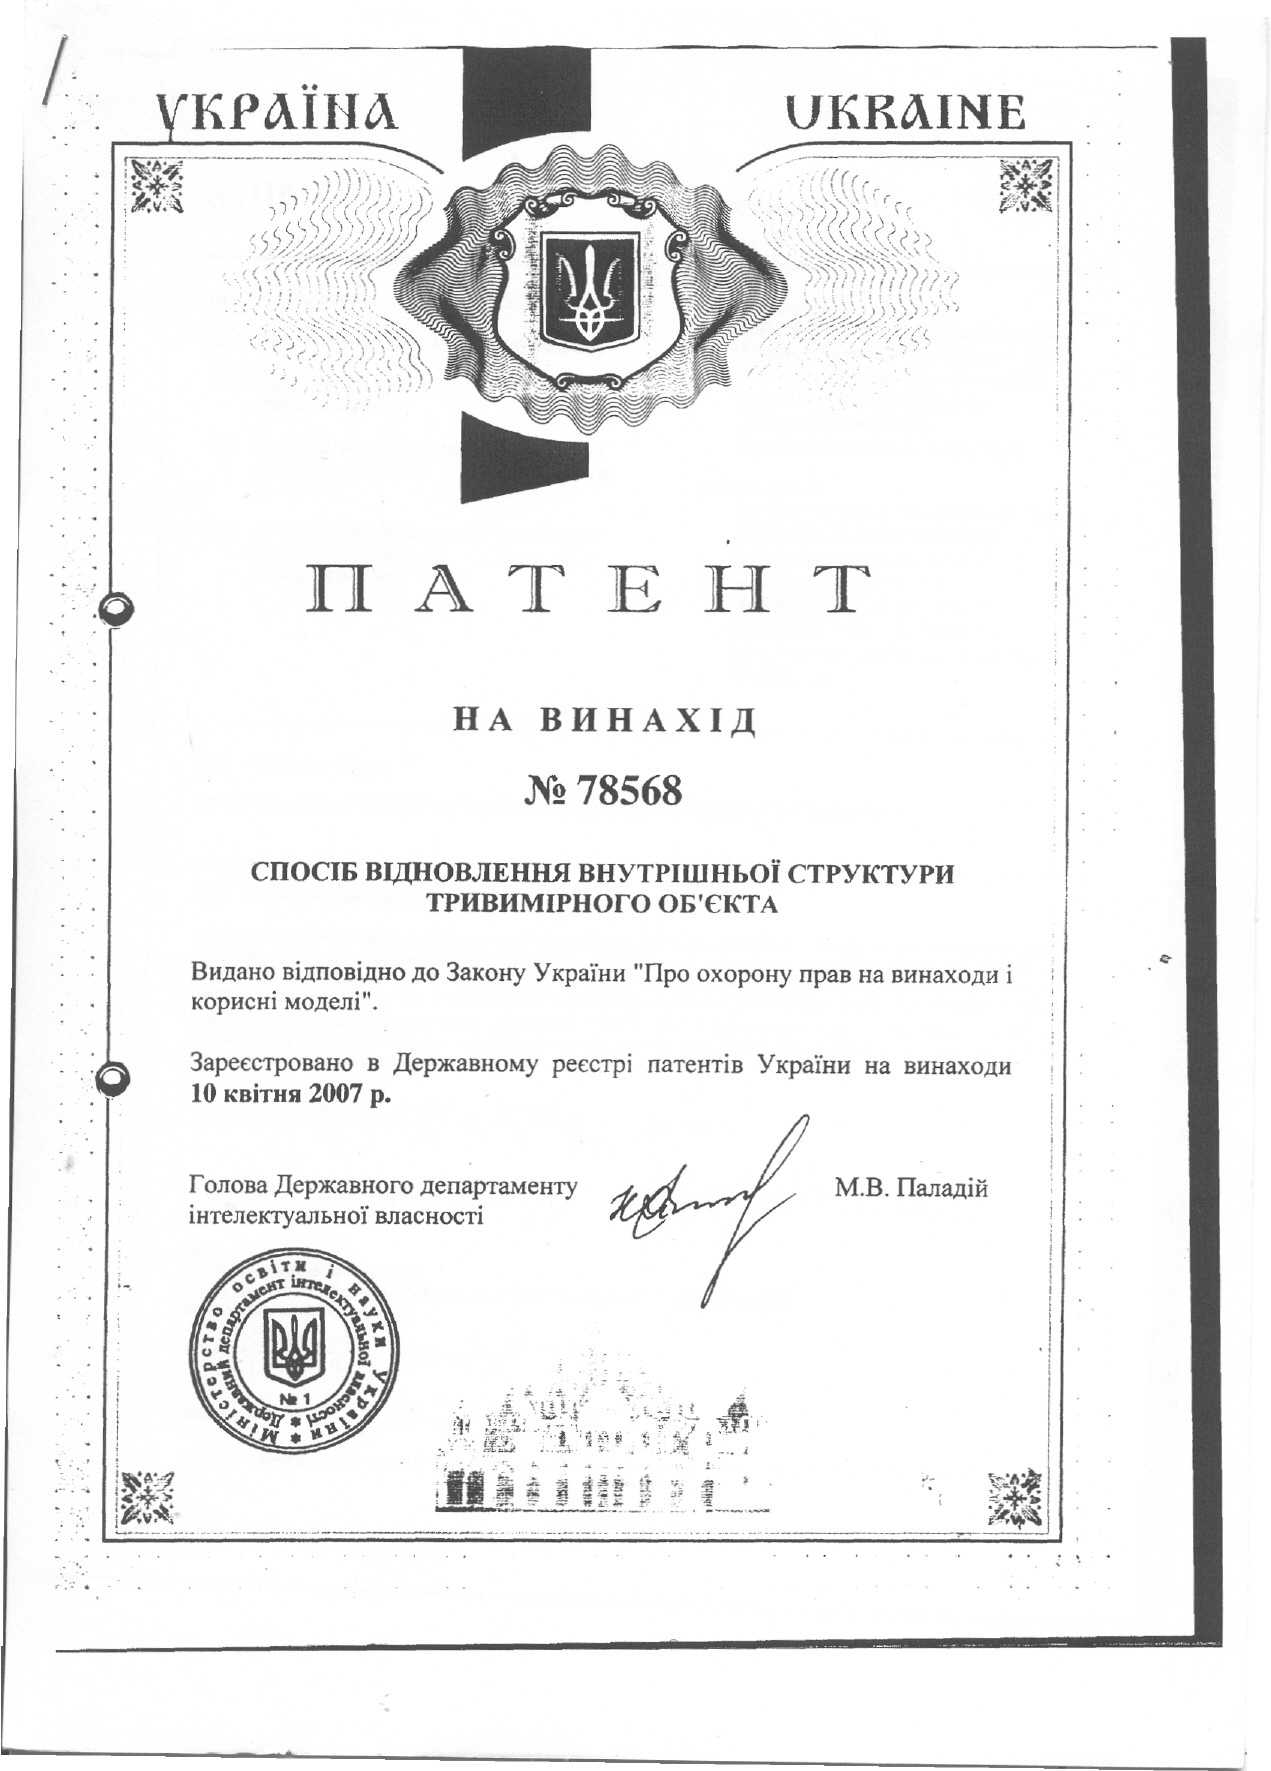 УКРАЇНА
UKRAINE
ПАТЕНТ
НА ВИНАХІД
№ 78568
СПОСІБ ВІДНОВЛЕННЯ ВНУТРІШНЬОЇ СТРУКТУРИ
ТРИВИМІРНОГО ОБ'ЄКТА
Видано відповідно до Закону України "Про охорону прав на винаходи і
корисні моделі".
Зареєстровано в Державному реєстрі патентів України на винаходи
10 квітня 2007 р.
Голова Державного департаменту
інтелектуальної власності
М.В. Паладій
Міністерство освіти і науки України *
Державний департамент інтелектуальної власності *
№ 1